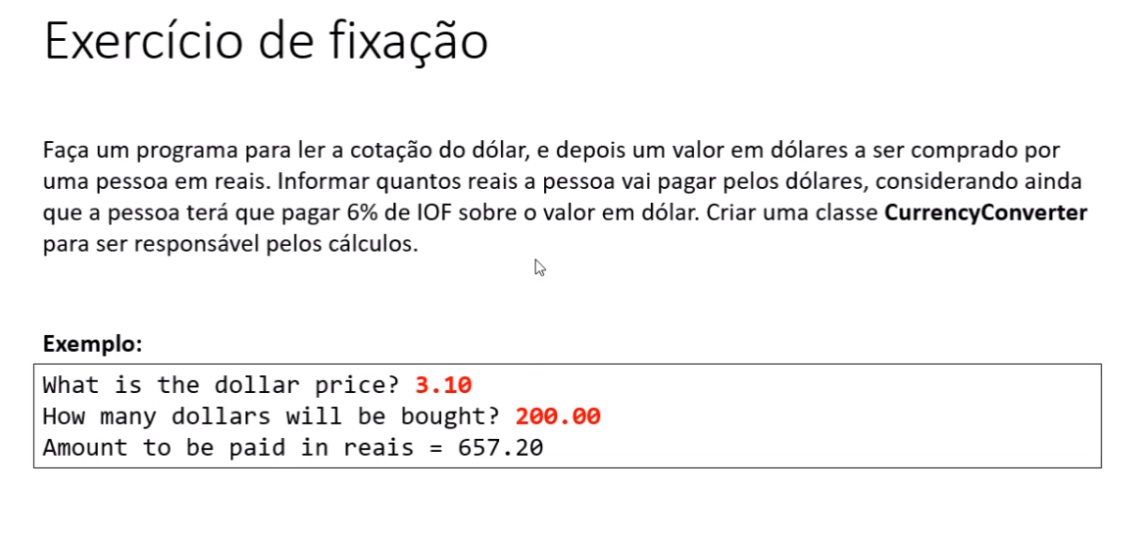 Exercício de fixação
Faça um programa para ler a cotação do dólar, e depois um valor em dólares a ser comprado por
uma pessoa em reais. Informar quantos reais a pessoa vai pagar pelos dólares, considerando ainda
que a pessoa terá que pagar 6% de IOF sobre o valor em dólar. Criar uma classe CurrencyConverter
para ser responsável pelos cálculos.
Exemplo:
What is the dollar price? 3.10
How many dollars will be bought? 200.00
Amount to be paid in reais = 657.20